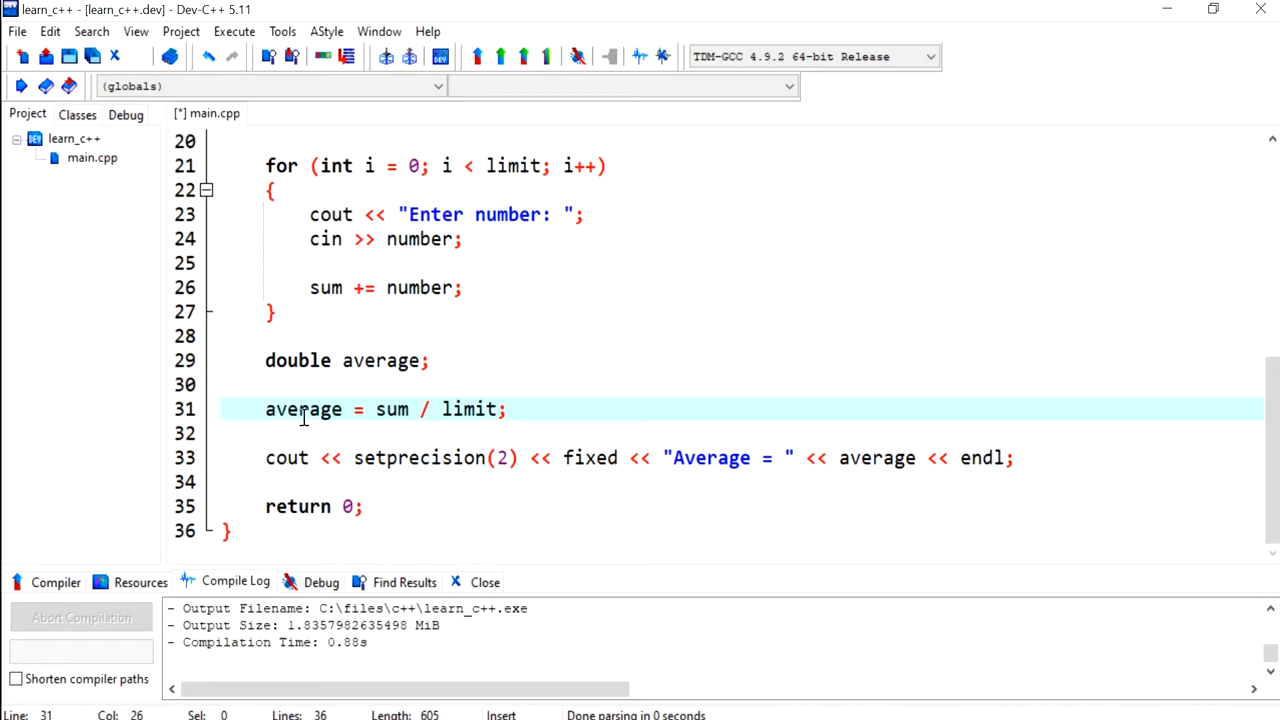 learn_c++ - [learn_c++.dev] - Dev-C++ 5.11
File Edit Search View Project Execute Tools AStyle Window Help
DEV TDM-GCC 4.9.2 64-bit Release
(globals)
Project Classes Debug [*] main.cpp
DEV learn_c++
main.cpp
20
21 for (int i = 0; i < limit; i++)
22 {
23 cout << "Enter number: ";
24 cin >> number;
25
26 sum += number;
27 }
28
29 double average;
30
31 average = sum / limit;
32
33 cout << setprecision(2) << fixed << "Average = " << average << endl;
34
35 return 0;
36 }
Compiler Resources Compile Log Debug Find Results Close
Abort Compilation
Shorten compiler paths
- Output Filename: C:\files\c++\learn_c++.exe
- Output Size: 1.8357982635498 MiB
- Compilation Time: 0.88s
Line: 31 Col: 26 Sel: 0 Lines: 36 Length: 605 Insert Done parsing in 0 seconds